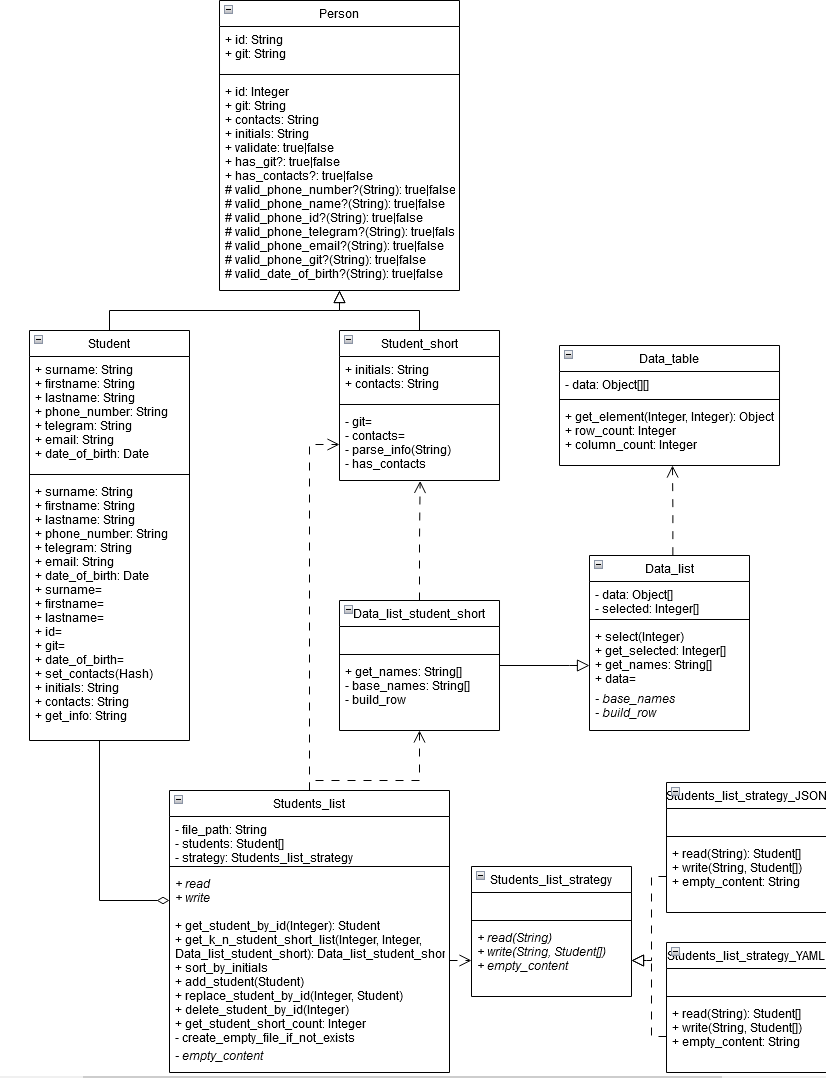 Person
+ id: String
+ git: String
+ id: Integer
+ git: String
+ contacts: String
+ initials: String
+ validate: true|false
+ has_git?: true|false
+ has_contacts?: true|false
# valid_phone_number?(String): true|false
# valid_phone_name?(String): true|false
# valid_phone_id?(String): true|false
# valid_phone_telegram?(String): true|fals
# valid_phone_email?(String): true|false
# valid_phone_git?(String): true|false
# valid_date_of_birth?(String): true|false
Student
+ surname: String
+ firstname: String
+ lastname: String
+ phone_number: String
+ telegram: String
+ email: String
+ date_of_birth: Date
+ surname: String
+ firstname: String
+ lastname: String
+ phone_number: String
+ telegram: String
+ email: String
+ date_of_birth: Date
+ surname=
+ firstname=
+ lastname=
+ id=
+ git=
+ date_of_birth=
+ set_contacts(Hash)
+ initials: String
+ contacts: String
+ get_info: String
Student_short
+ initials: String
+ contacts: String
- git=
- contacts=
- parse_info(String)
- has_contacts
Data_table
- data: Object[][]
+ get_element(Integer, Integer): Object
+ row_count: Integer
+ column_count: Integer
Data_list_student_short
+ get_names: String[]
- base_names: String[]
- build_row
Data_list
- data: Object[]
- selected: Integer[]
+ select(Integer)
+ get_selected: Integer[]
+ get_names: String[]
+ data=
- base_names
- build_row
Students_list
- file_path: String
- students: Student[]
- strategy: Students_list_strategy
+ read
+ write
+ get_student_by_id(Integer): Student
+ get_k_n_student_short_list(Integer, Integer,
Data_list_student_short): Data_list_student_shor
+ sort_by_initials
+ add_student(Student)
+ replace_student_by_id(Integer, Student)
+ delete_student_by_id(Integer)
+ get_student_short_count: Integer
- create_empty_file_if_not_exists
- empty_content
Students_list_strategy
+ read(String)
+ write(String, Student[])
+ empty_content
Students_list_strategy_JSON
+ read(String): Student[]
+ write(String, Student[])
+ empty_content: String
Students_list_strategy_YAML
+ read(String): Student[]
+ write(String, Student[])
+ empty_content: String